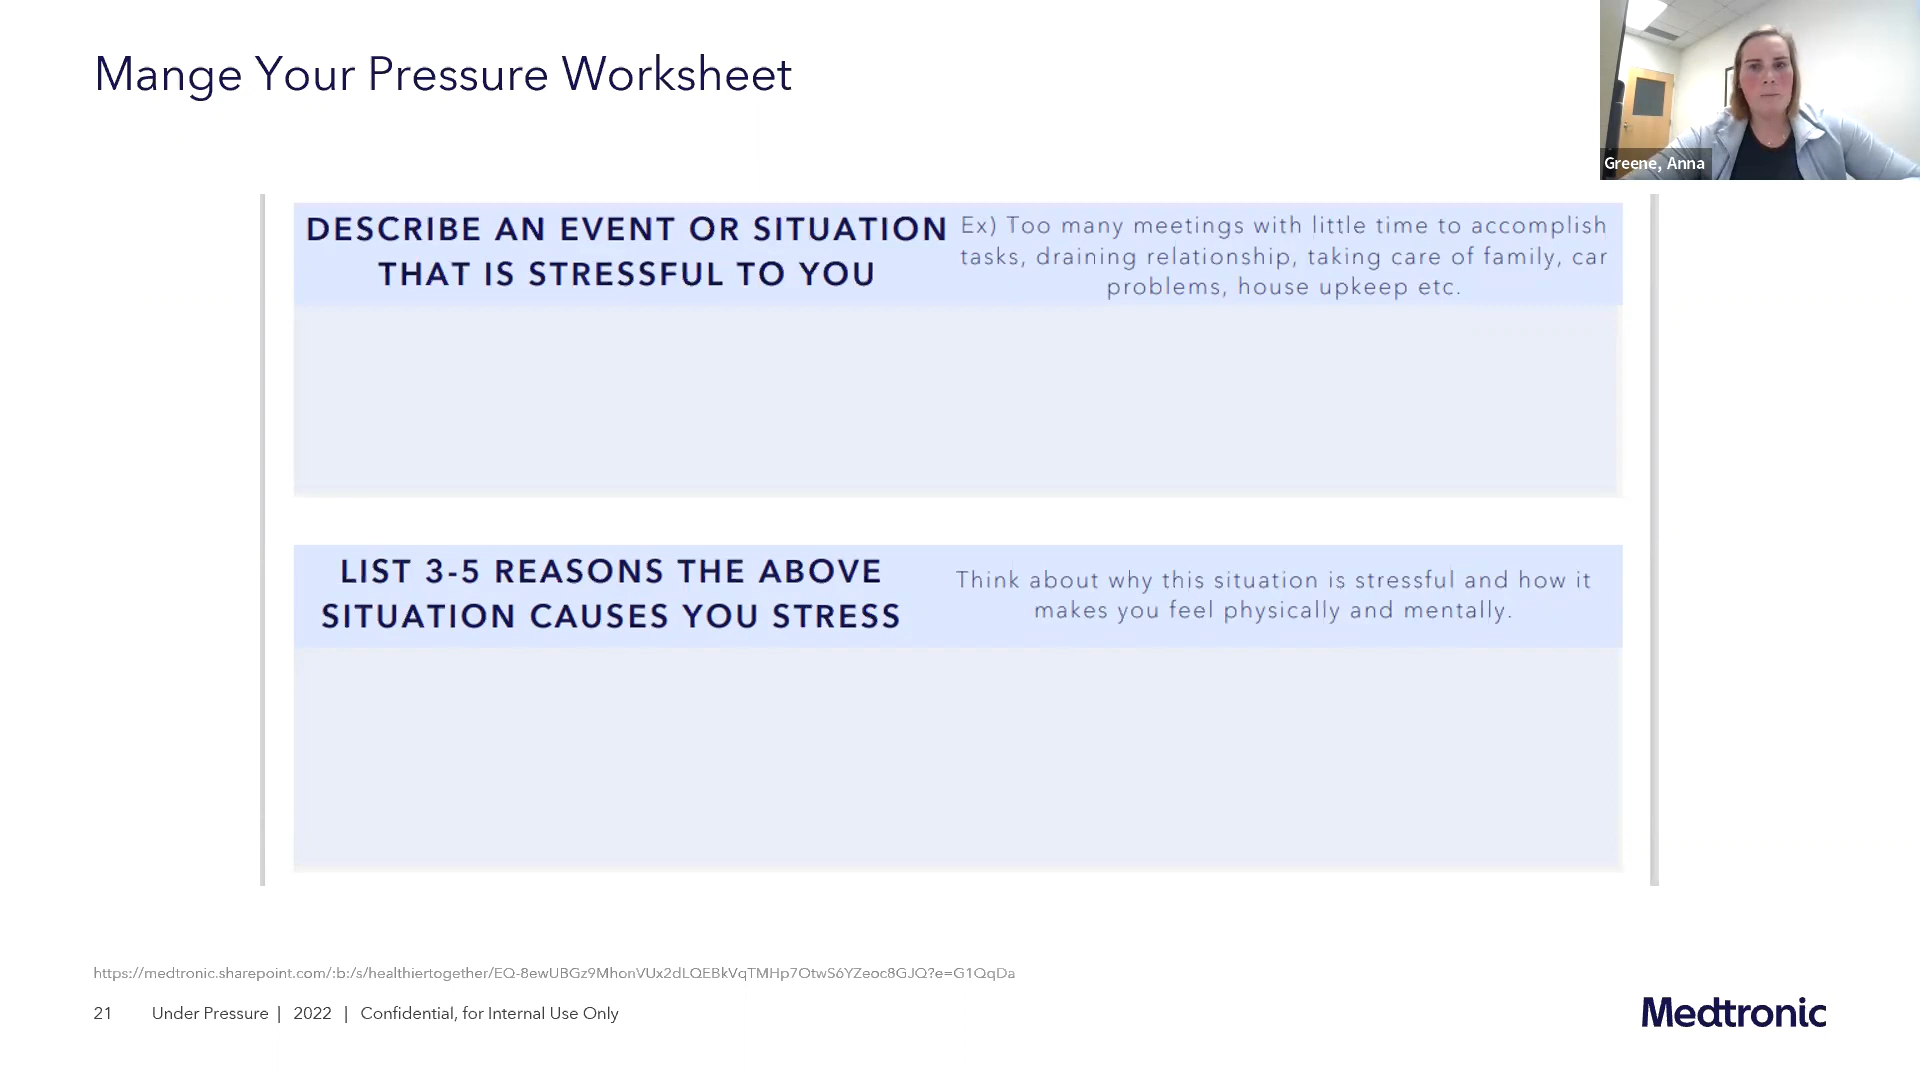 Mange Your Pressure Worksheet
Greene, Anna
DESCRIBE AN EVENT OR SITUATION
THAT IS STRESSFUL TO YOU
Ex) Too many meetings with little time to accomplish
tasks, draining relationship, taking care of family, car
problems, house upkeep etc.
LIST 3-5 REASONS THE ABOVE
SITUATION CAUSES YOU STRESS
Think about why this situation is stressful and how it
makes you feel physically and mentally.
https://medtronic.sharepoint.com/:b:/s/healthiertogether/EQ-8ewUBGz9MhonVUx2dLQEBkVqTMHp7OtwS6YZeoc8GJQ?e=G1QqDa
21 Under Pressure | 2022 | Confidential, for Internal Use Only
Medtronic